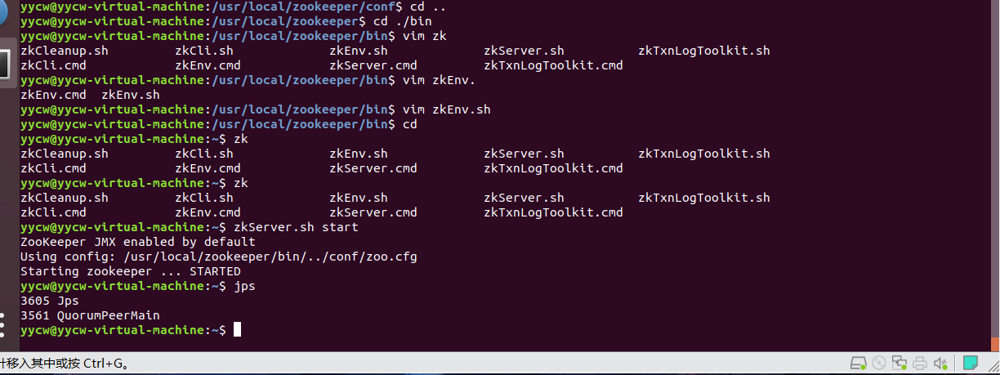 yycw@yycw-virtual-machine:/usr/local/zookeeper/conf$ cd ..
yycw@yycw-virtual-machine:/usr/local/zookeeper$ cd ./bin
yycw@yycw-virtual-machine:/usr/local/zookeeper/bin$ vim zk
zkCleanup.sh zkCli.sh zkEnv.sh zkServer.sh zkTxnLogToolkit.sh
zkCli.cmd zkEnv.cmd zkServer.cmd zkTxnLogToolkit.cmd
yycw@yycw-virtual-machine:/usr/local/zookeeper/bin$ vim zkEnv.
zkEnv.cmd zkEnv.sh
yycw@yycw-virtual-machine:/usr/local/zookeeper/bin$ vim zkEnv.sh
yycw@yycw-virtual-machine:/usr/local/zookeeper/bin$ cd
yycw@yycw-virtual-machine:~$ zk
zkCleanup.sh zkCli.sh zkEnv.sh zkServer.sh zkTxnLogToolkit.sh
zkCli.cmd zkEnv.cmd zkServer.cmd zkTxnLogToolkit.cmd
yycw@yycw-virtual-machine:~$ zk
zkCleanup.sh zkCli.sh zkEnv.sh zkServer.sh zkTxnLogToolkit.sh
zkCli.cmd zkEnv.cmd zkServer.cmd zkTxnLogToolkit.cmd
yycw@yycw-virtual-machine:~$ zkServer.sh start
ZooKeeper JMX enabled by default
Using config: /usr/local/zookeeper/bin/../conf/zoo.cfg
Starting zookeeper ... STARTED
yycw@yycw-virtual-machine:~$ jps
3605 Jps
3561 QuorumPeerMain
yycw@yycw-virtual-machine:~$
移入其中或按 Ctrl+G。